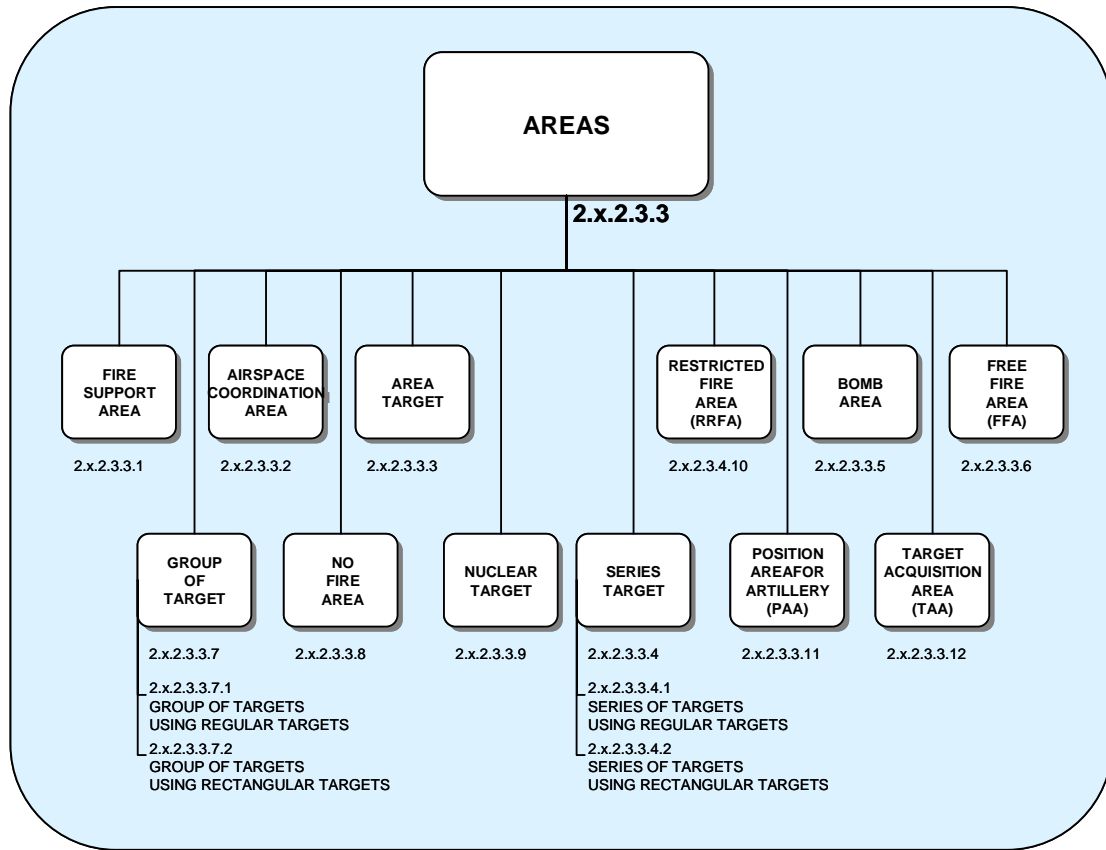 AREAS
2.x.2.3.3
FIRE
SUPPORT
AREA
2.x.2.3.3.1
AIRSPACE
COORDINATION
AREA
2.x.2.3.3.2
AREA
TARGET
2.x.2.3.3.3
RESTRICTED
FIRE
AREA
(RRFA)
2.x.2.3.4.10
BOMB
AREA
2.x.2.3.3.5
FREE
FIRE
AREA
(FFA)
2.x.2.3.3.6
GROUP
OF
TARGET
2.x.2.3.3.7
2.x.2.3.3.7.1
GROUP OF TARGETS
USING REGULAR TARGETS
2.x.2.3.3.7.2
GROUP OF TARGETS
USING RECTANGULAR TARGETS
NO
FIRE
AREA
2.x.2.3.3.8
NUCLEAR
TARGET
2.x.2.3.3.9
SERIES
TARGET
2.x.2.3.3.4
2.x.2.3.3.4.1
SERIES OF TARGETS
USING REGULAR TARGETS
2.x.2.3.3.4.2
SERIES OF TARGETS
USING RECTANGULAR TARGETS
POSITION
AREAFOR
ARTILLERY
(PAA)
2.x.2.3.3.11
TARGET
ACQUISITION
AREA
(TAA)
2.x.2.3.3.12